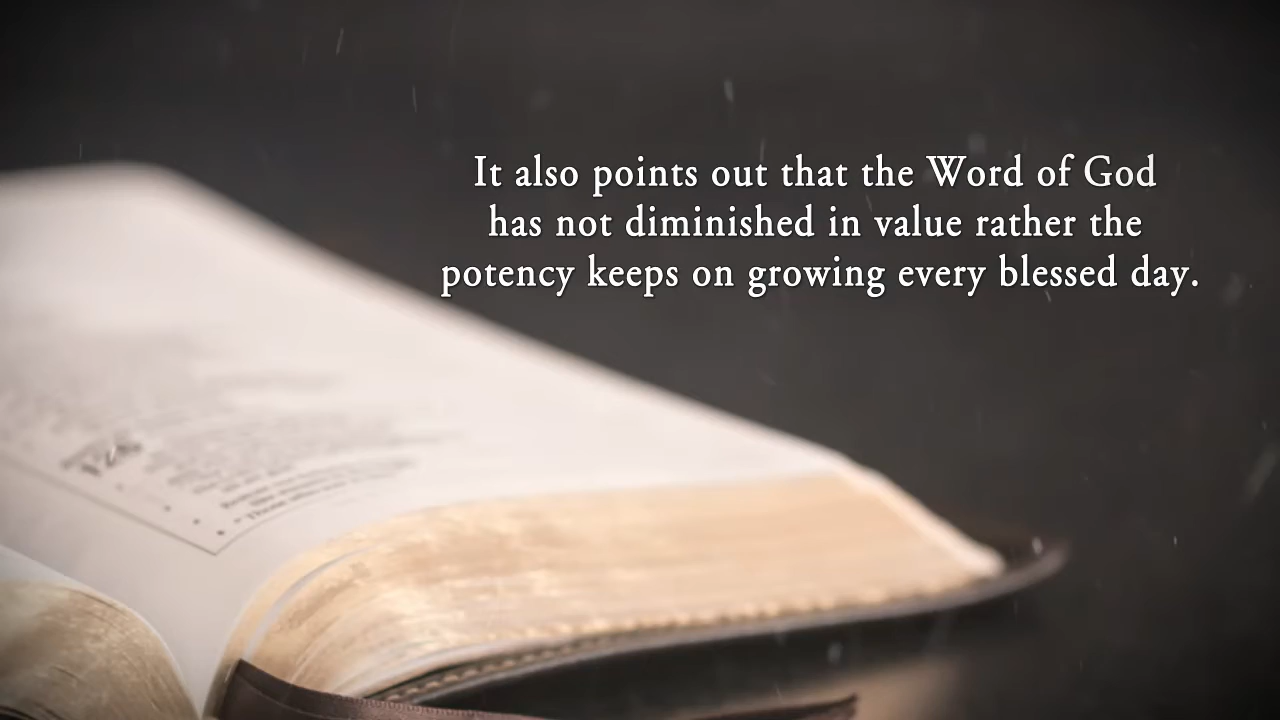 It also points out that the Word of God
has not diminished in value rather the
potency keeps on growing every blessed day.